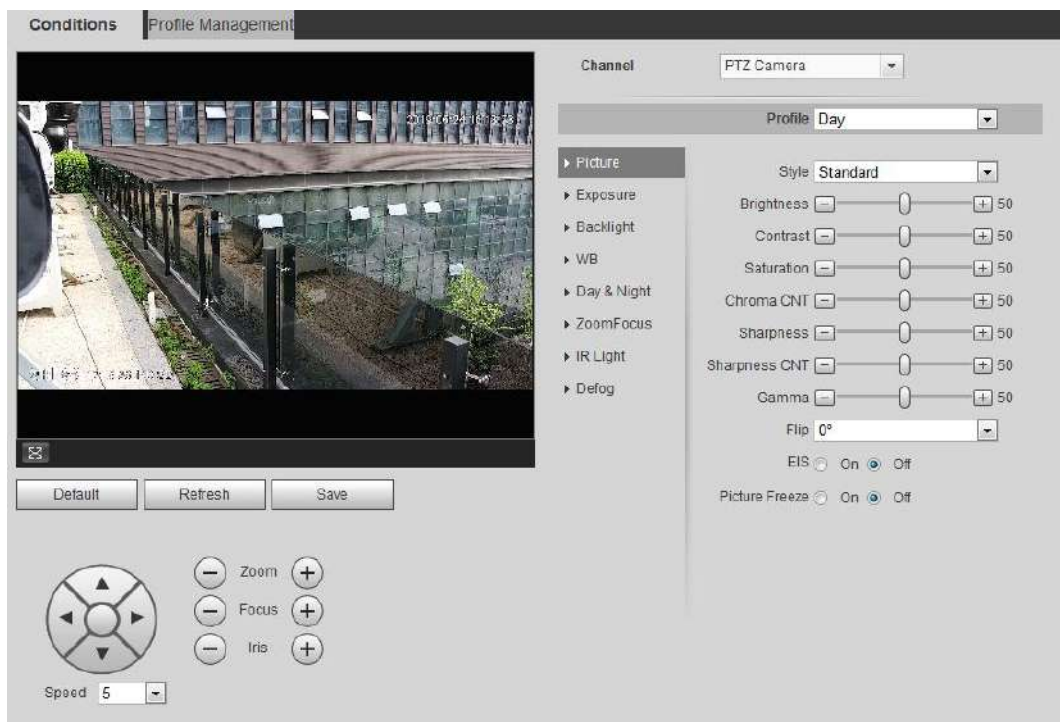 Conditions Profile Management
Channel PTZ Camera
Profile Day
Picture
Exposure
Backlight
WB
Day & Night
ZoomFocus
IR Light
Defog
Style Standard
Brightness 50
Contrast 50
Saturation 50
Chroma CNT 50
Sharpness 50
Sharpness CNT 50
Gamma 50
Flip 0°
EIS On Off
Picture Freeze On Off
Default Refresh Save
Zoom
Focus
Iris
Speed 5